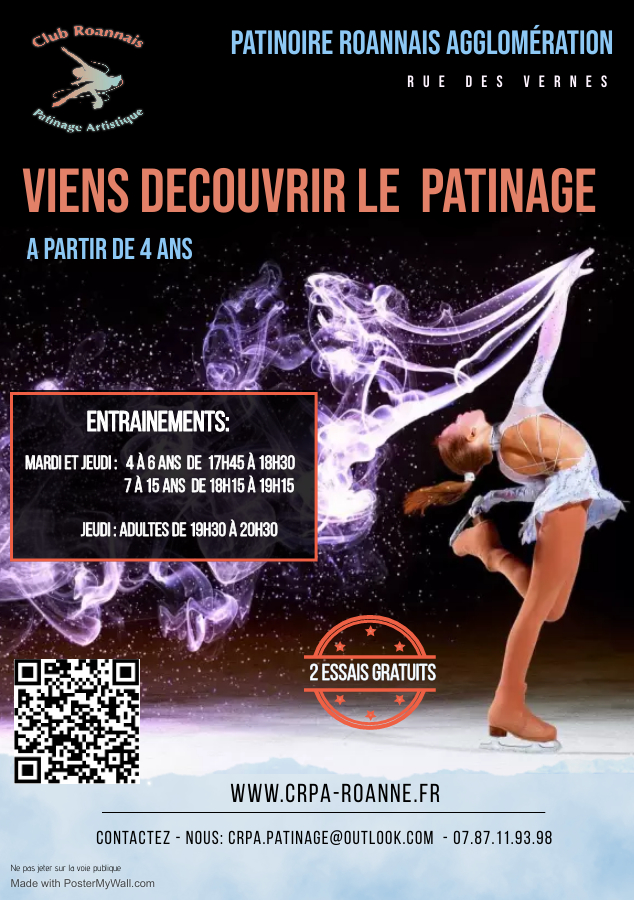 Club Roannais
Patinage Artistique
PATINOIRE ROANNAIS AGGLOMÉRATION
RUE DES VERNES
VIENS DECOUVRIR LE PATINAGE
A PARTIR DE 4 ANS
ENTRAINEMENTS:
MARDI ET JEUDI : 4 À 6 ANS DE 17H45 À 18H30
7 À 15 ANS DE 18H15 À 19H15
JEUDI : ADULTES DE 19H30 À 20H30
2 ESSAIS GRATUITS
WWW.CRPA-ROANNE.FR
CONTACTEZ - NOUS: CRPA.PATINAGE@OUTLOOK.COM - 07.87.11.93.98
Ne pas jeter sur la voie publique
Made with PosterMyWall.com